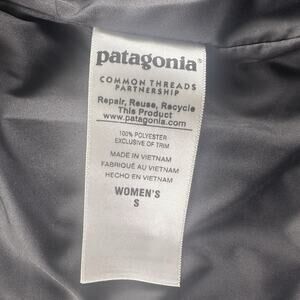 patagonia®
COMMON THREADS
PARTNERSHIP
Repair, Reuse, Recycle
This Product
www.patagonia.com
100% POLYESTER
EXCLUSIVE OF TRIM
MADE IN VIETNAM
FABRIQUÉ AU VIETNAM
HECHO EN VIETNAM
WOMEN'S
S